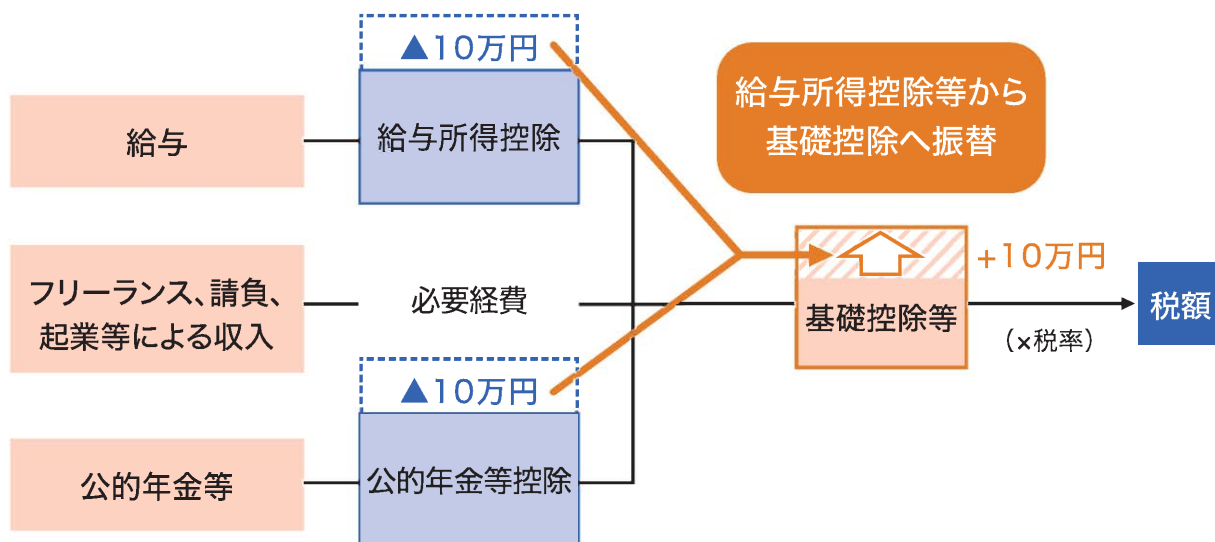 ▲10万円
給与
給与所得控除
給与所得控除等から
基礎控除へ振替
フリーランス、請負、
起業等による収入
必要経費
+10万円
基礎控除等
(×税率)
税額
▲10万円
公的年金等
公的年金等控除